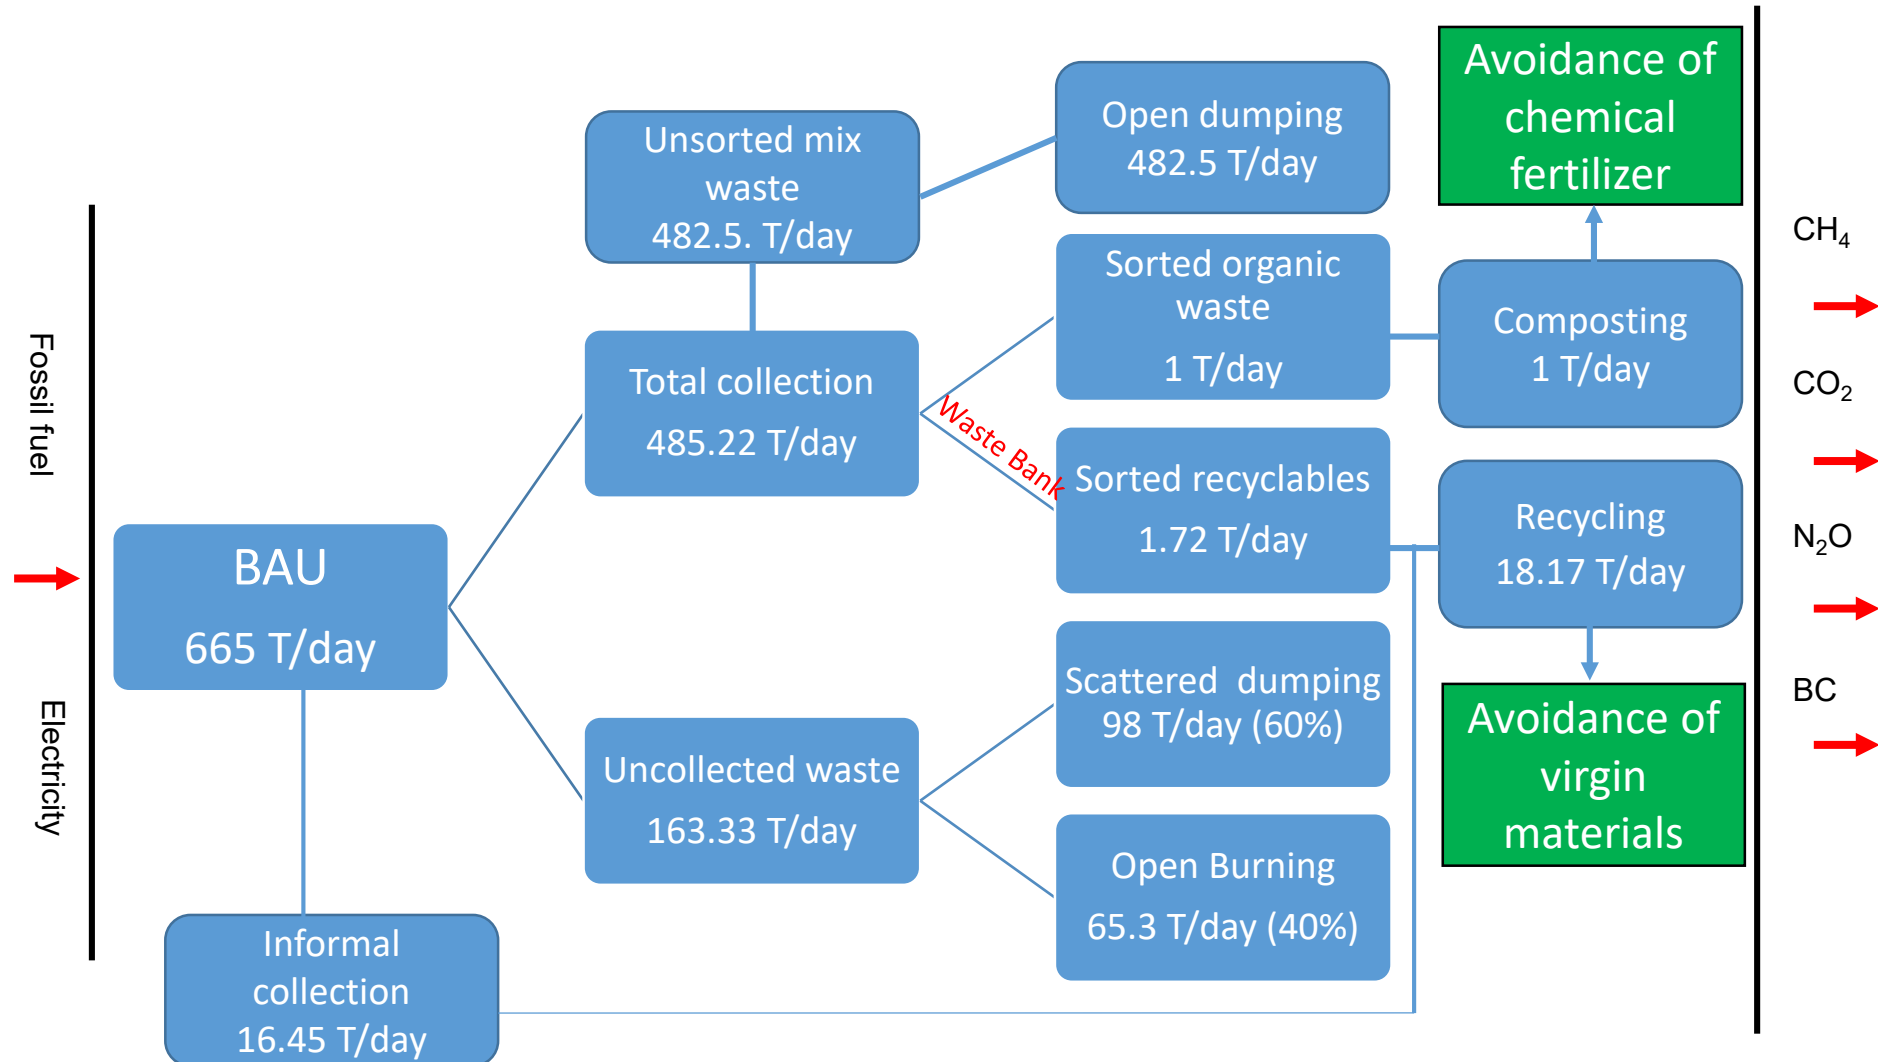 Fossil fuel
Electricity
BAU
665 T/day
Informal
collection
16.45 T/day
Unsorted mix
waste
482.5. T/day
Total collection
485.22 T/day
Uncollected waste
163.33 T/day
Waste Bank
Open dumping
482.5 T/day
Sorted organic
waste
1 T/day
Sorted recyclables
1.72 T/day
Scattered  dumping
98 T/day (60%)
Open Burning
65.3 T/day (40%)
Avoidance of
chemical
fertilizer
Composting
1 T/day
Recycling
18.17 T/day
Avoidance of
virgin
materials
CH₄
CO₂
N₂O
BC